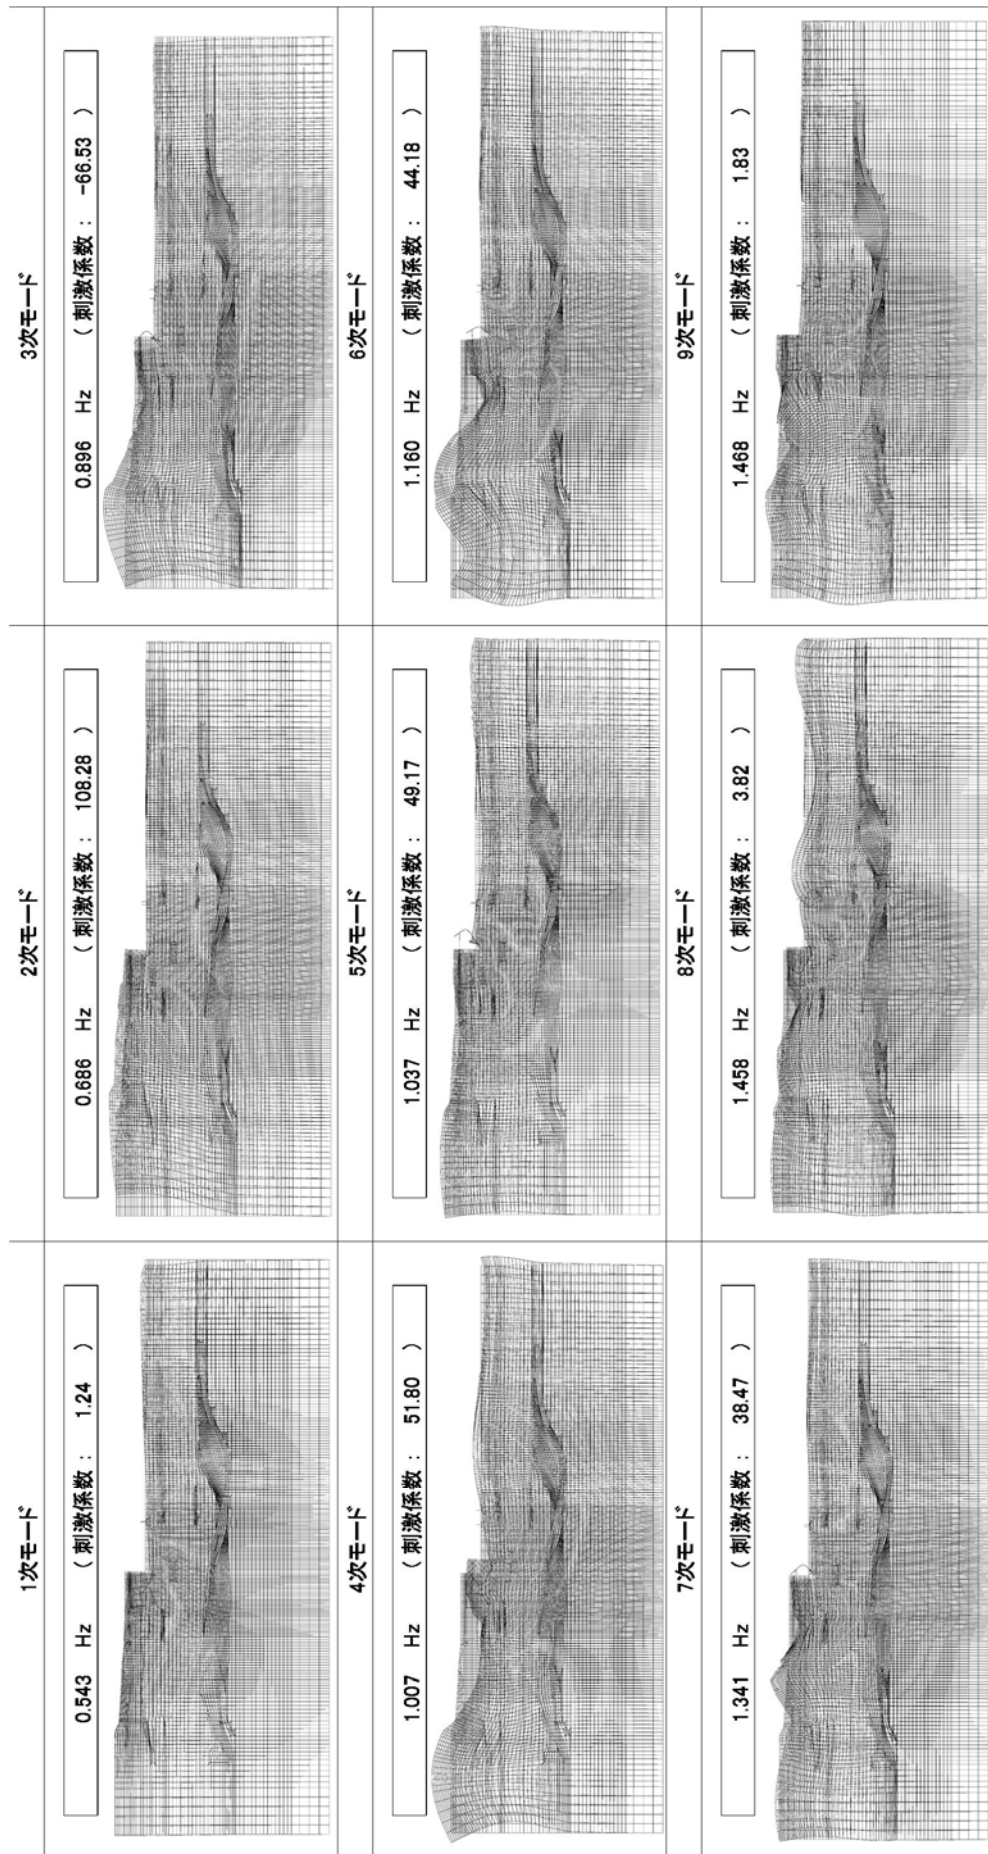 1次モード
0.543 Hz （刺激係数： 1.24 ）
2次モード
0.686 Hz （刺激係数： 108.28 ）
3次モード
0.896 Hz （刺激係数： -66.53 ）
4次モード
1.007 Hz （刺激係数： 51.80 ）
5次モード
1.037 Hz （刺激係数： 49.17 ）
6次モード
1.160 Hz （刺激係数： 44.18 ）
7次モード
1.341 Hz （刺激係数： 38.47 ）
8次モード
1.458 Hz （刺激係数： 3.82 ）
9次モード
1.468 Hz （刺激係数： 1.83 ）